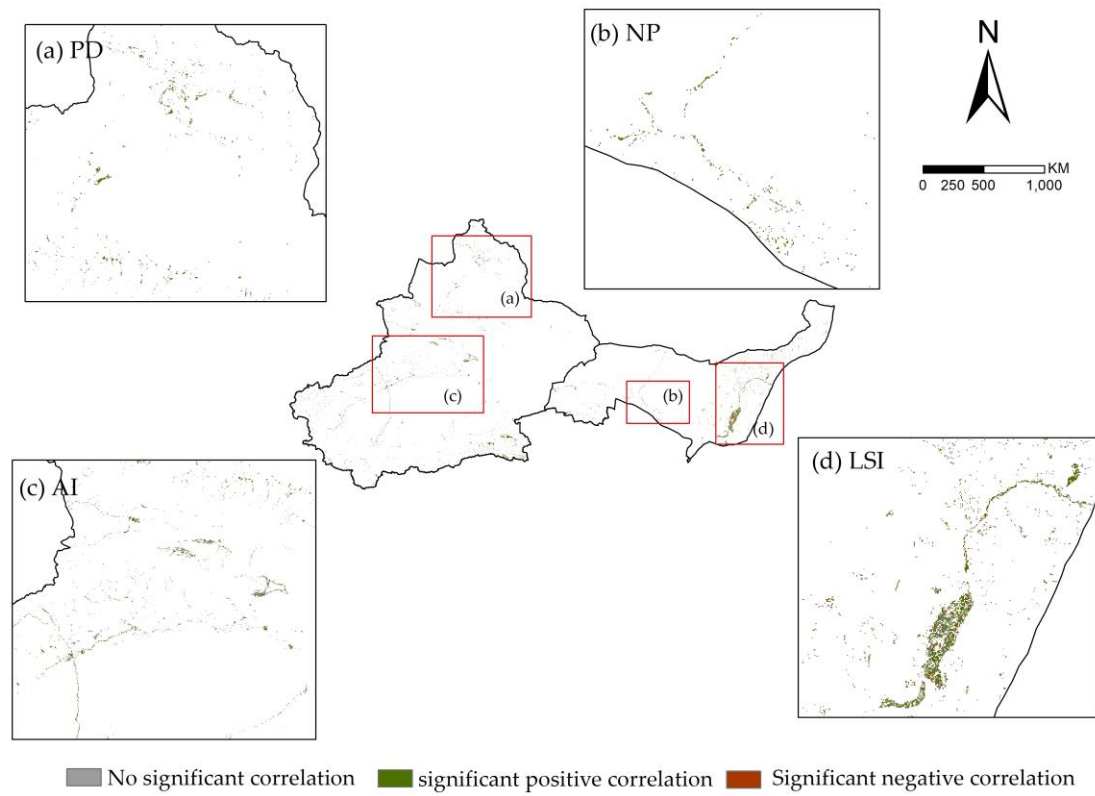 (a) PD
(b) NP
N
KM
0 250 500 1,000
(a)
(c)
(b)
(d)
(c) AI
(d) LSI
No significant correlation significant positive correlation Significant negative correlation